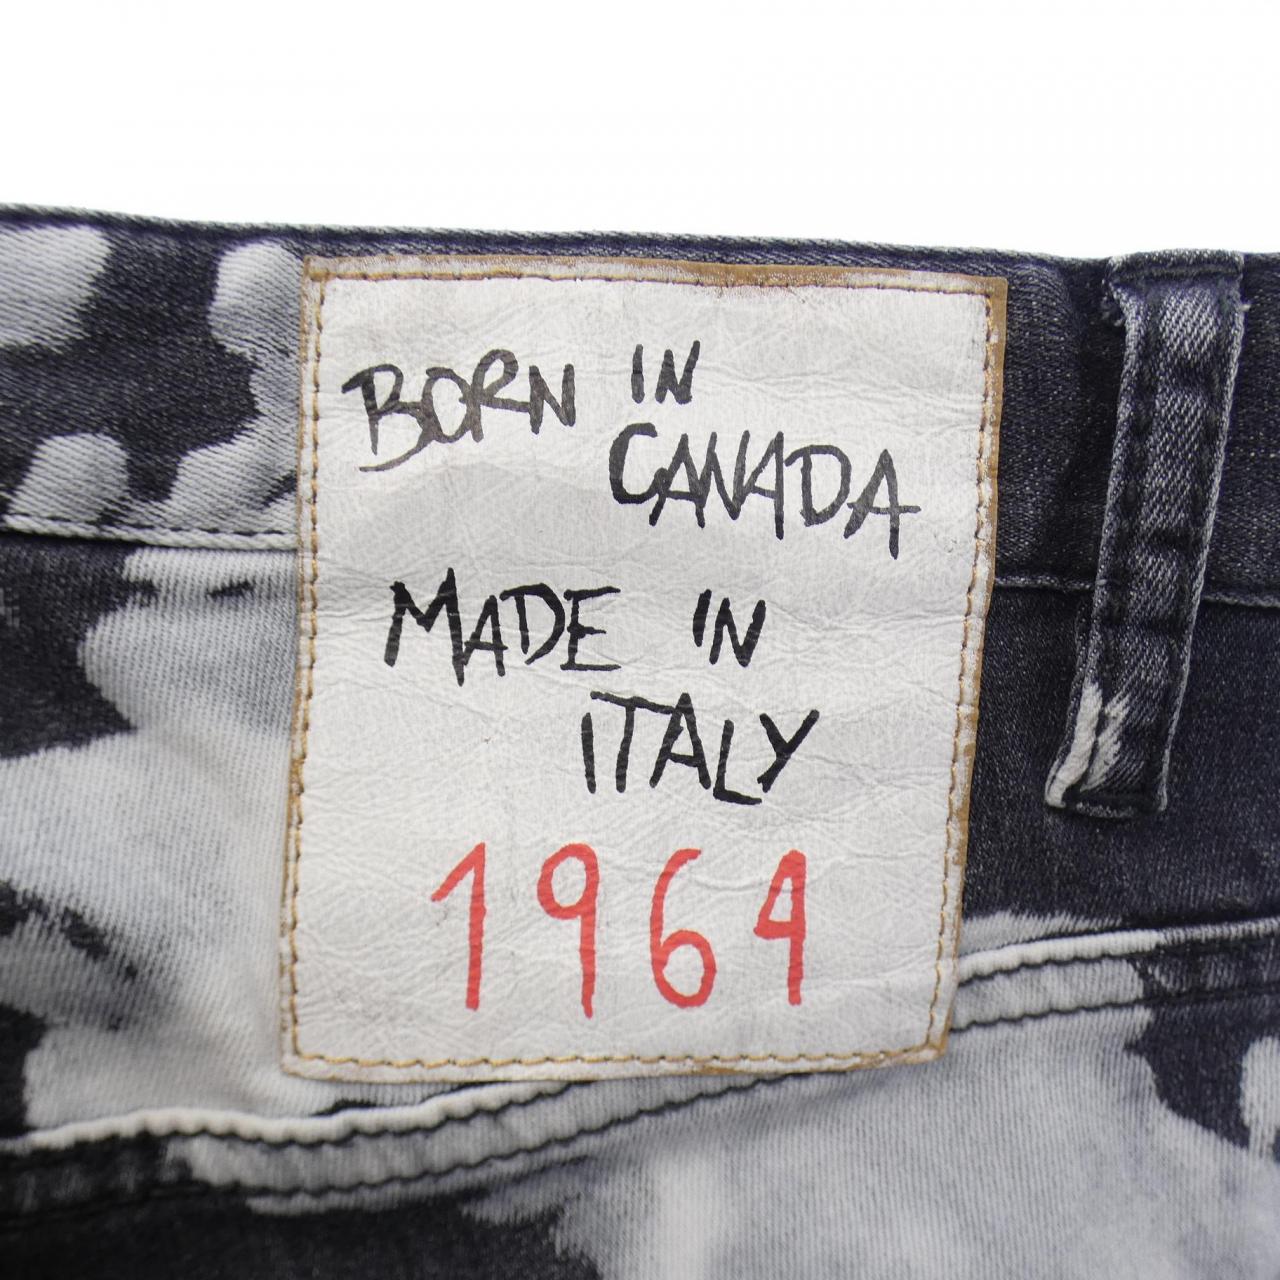 BORN IN
CANADA
MADE IN
ITALY
1964